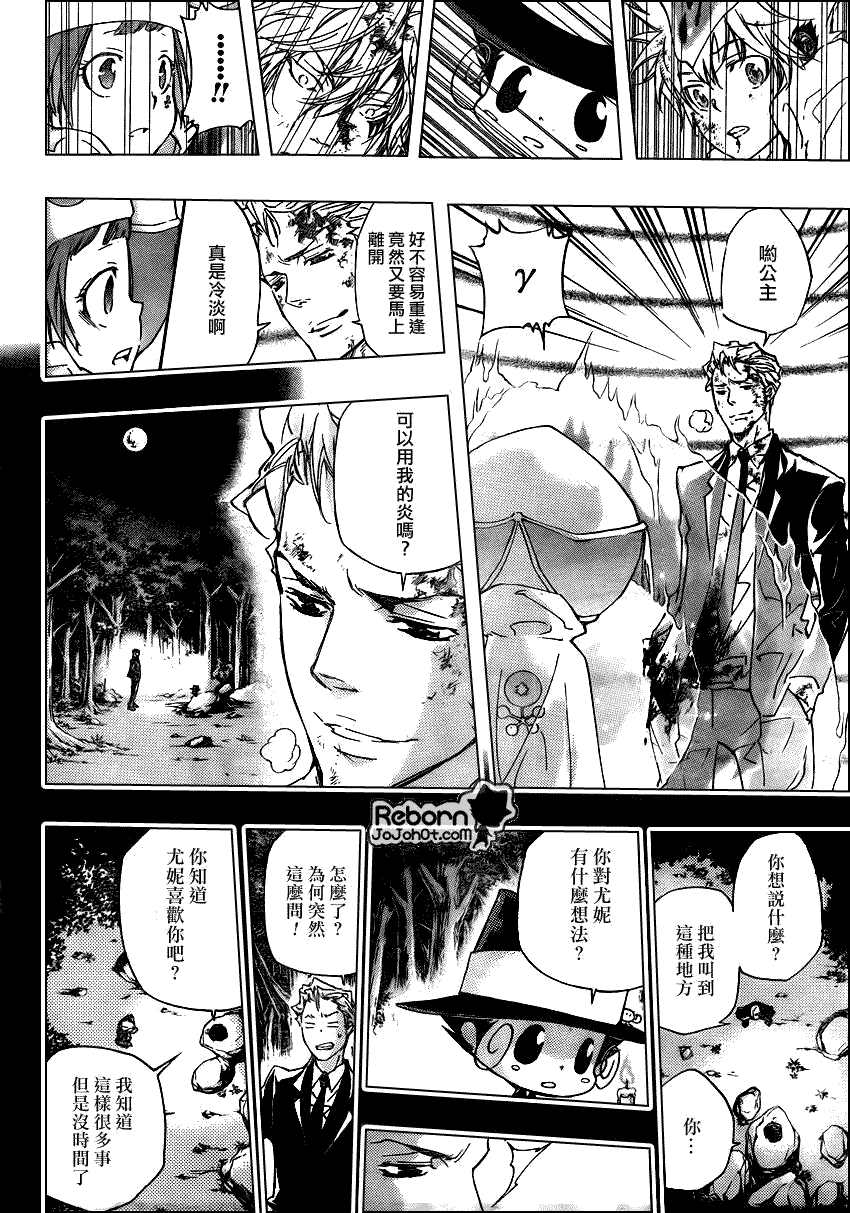 ……!!
喲公主
γ
好不容易重逢
竟然又要馬上
離開
真是冷淡啊
可以用我的炎嗎？
Reborn
JoJoHot.com
你想説什麼？
把我叫到
這種地方
你…
你對尤妮
有什麼想法？
怎麼了？
為何突然
這麼問！
你知道
尤妮喜歡你吧？
我知道
這樣很多事
但是沒時間了